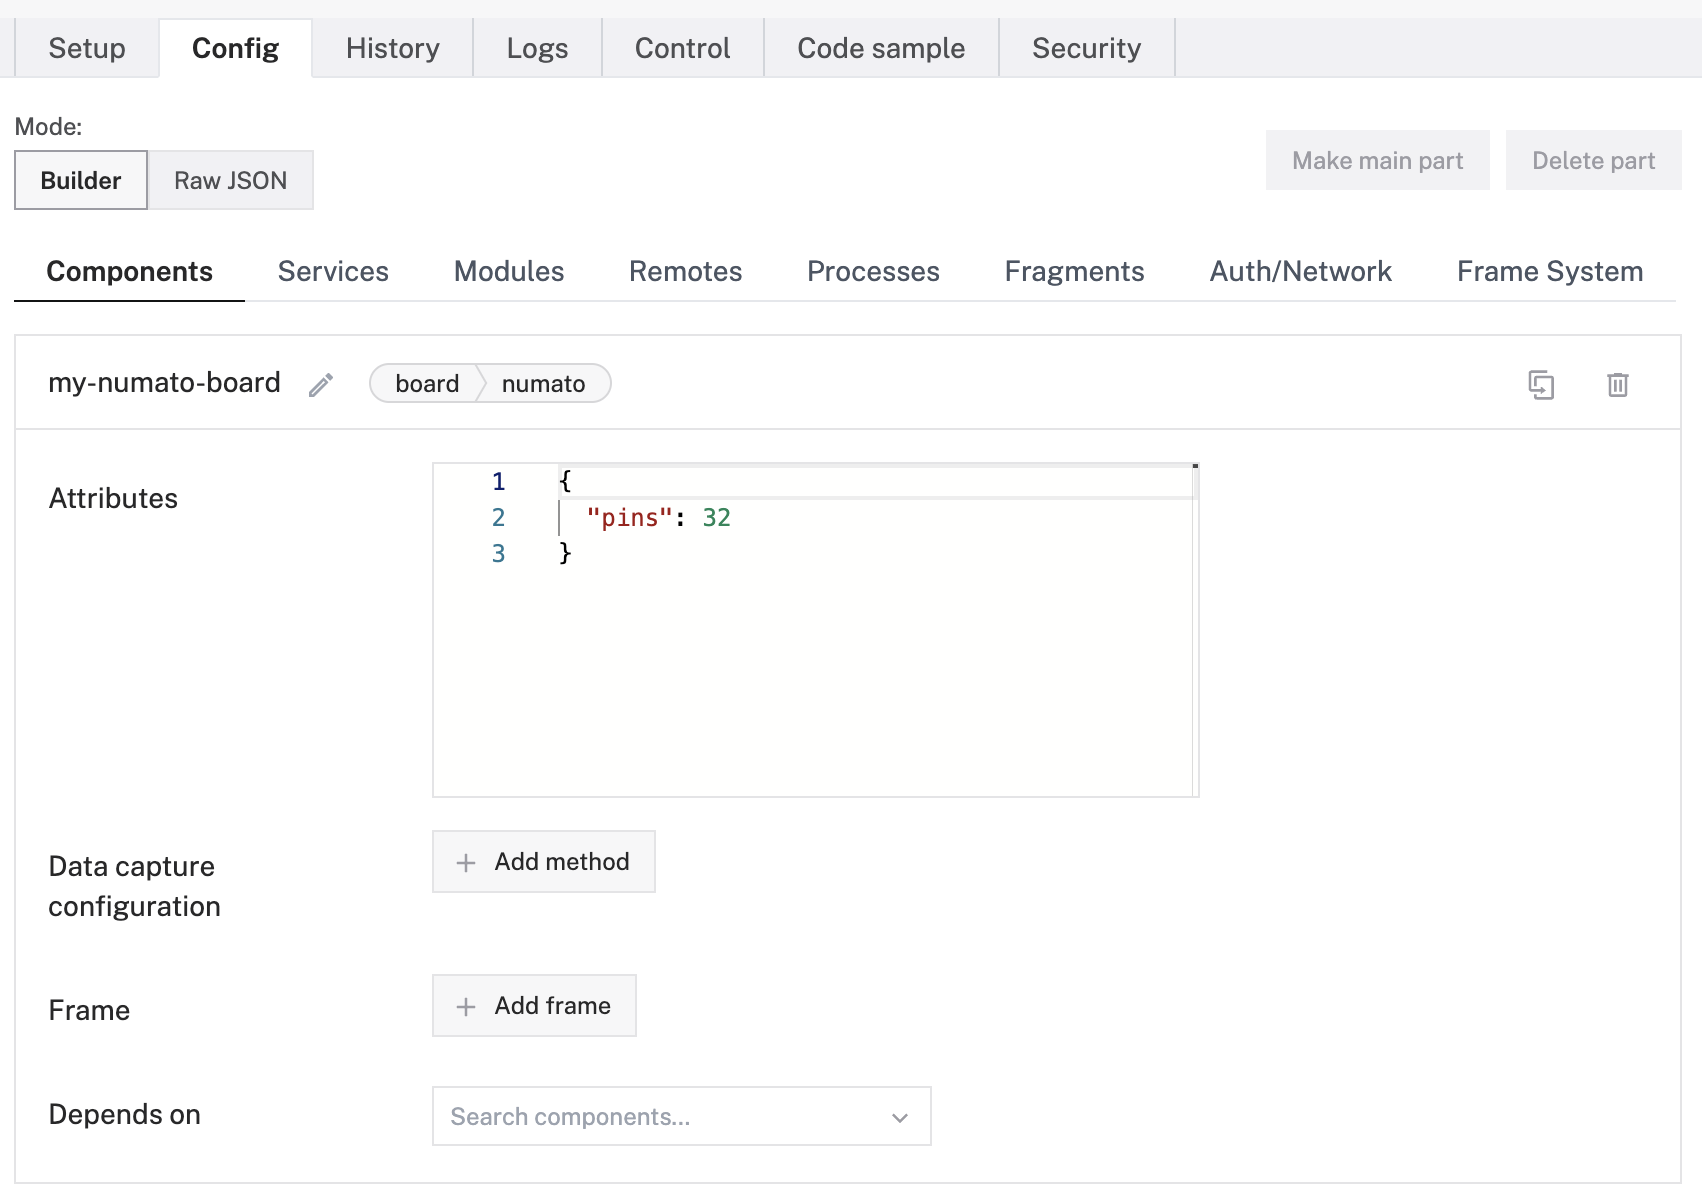 Setup Config History Logs Control Code sample Security
Mode:
Builder Raw JSON Make main part Delete part
Components Services Modules Remotes Processes Fragments Auth/Network Frame System
my-numato-board board numato
Attributes
1 {
2 "pins": 32
3 }
Data capture
configuration
+ Add method
Frame + Add frame
Depends on Search components...